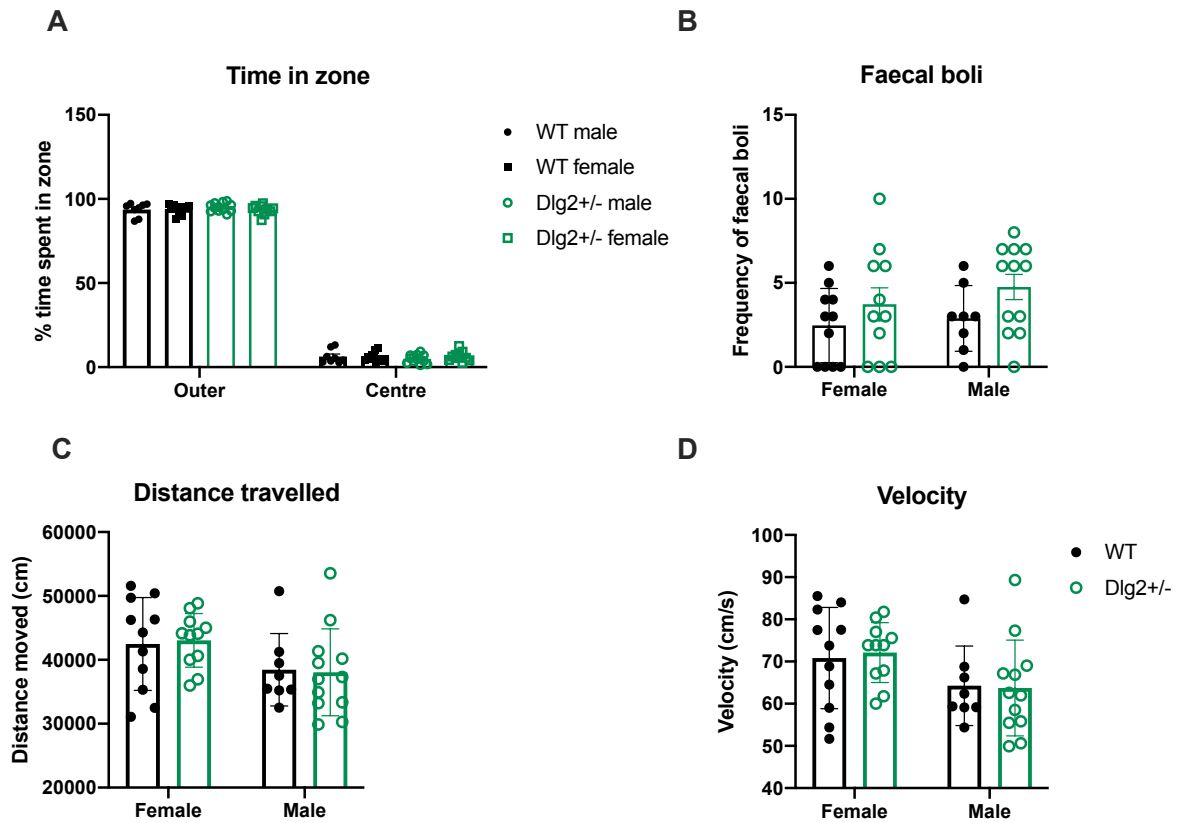 A
Time in zone
% time spent in zone
150
100
50
0
Outer
Centre
WT male
WT female
Dlg2+/- male
Dlg2+/- female
B
Faecal boli
Frequency of faecal boli
15
10
5
0
Female
Male
C
Distance travelled
Distance moved (cm)
60000
50000
40000
30000
20000
Female
Male
D
Velocity
Velocity (cm/s)
100
90
80
70
60
50
40
Female
Male
WT
Dlg2+/-